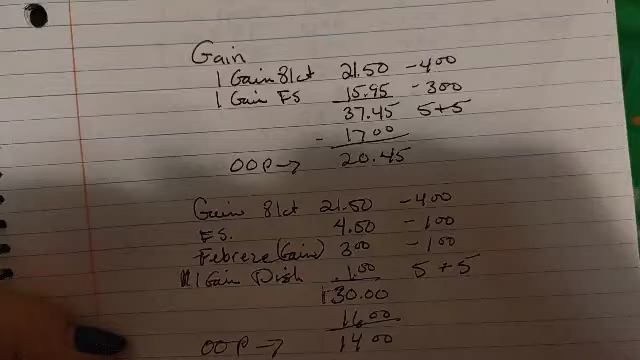 Gain
1 Gain 81ct 21.50 -4.00
1 Gain FS 15.95 -3.00
37.45 5+5
- 17.00
OOP → 20.45
Gain 81ct 21.50 -4.00
FS. 4.50 -1.00
Febreze (Gain) 3.00 -1.00
1 Gain Dish 1.00 5+5
30.00
16.00
OOP → 14.00